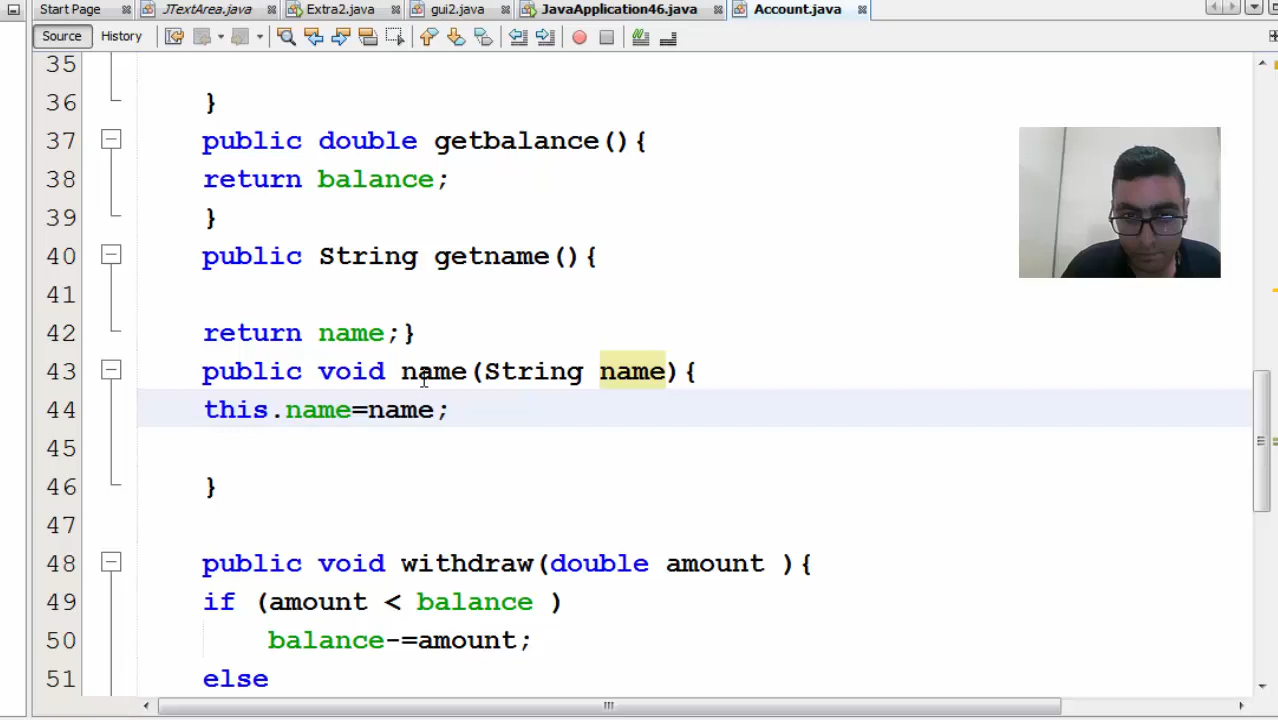 Start Page JTextArea.java Extra2.java gui2.java JavaApplication46.java Account.java
Source History
35
36 }
37 public double getbalance(){
38 return balance;
39 }
40 public String getname(){
41
42 return name;}
43 public void name(String name){
44 this.name=name;
45
46 }
47
48 public void withdraw(double amount ){
49 if (amount < balance )
50 balance-=amount;
51 else